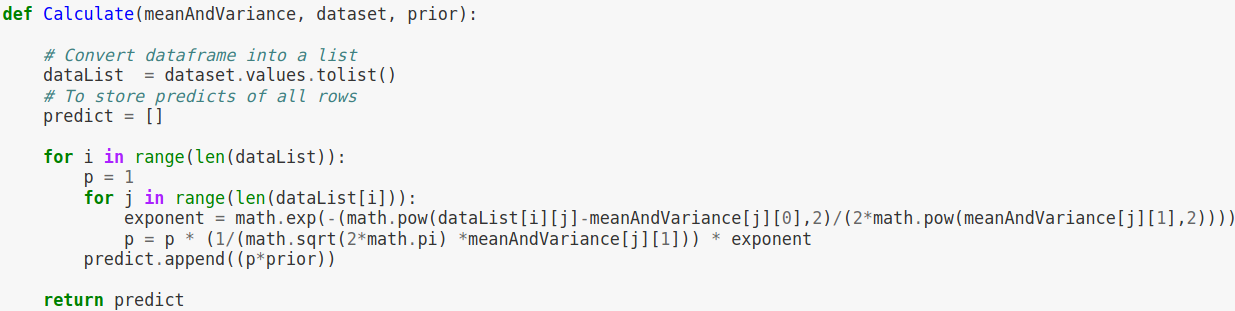 def Calculate(meanAndVariance, dataset, prior):

    # Convert dataframe into a list
    dataList  = dataset.values.tolist()
    # To store predicts of all rows
    predict = []

    for i in range(len(dataList)):
        p = 1
        for j in range(len(dataList[i])):
            exponent = math.exp(-(math.pow(dataList[i][j]-meanAndVariance[j][0],2)/(2*math.pow(meanAndVariance[j][1],2))))
            p = p * (1/(math.sqrt(2*math.pi) *meanAndVariance[j][1])) * exponent
        predict.append((p*prior))

    return predict